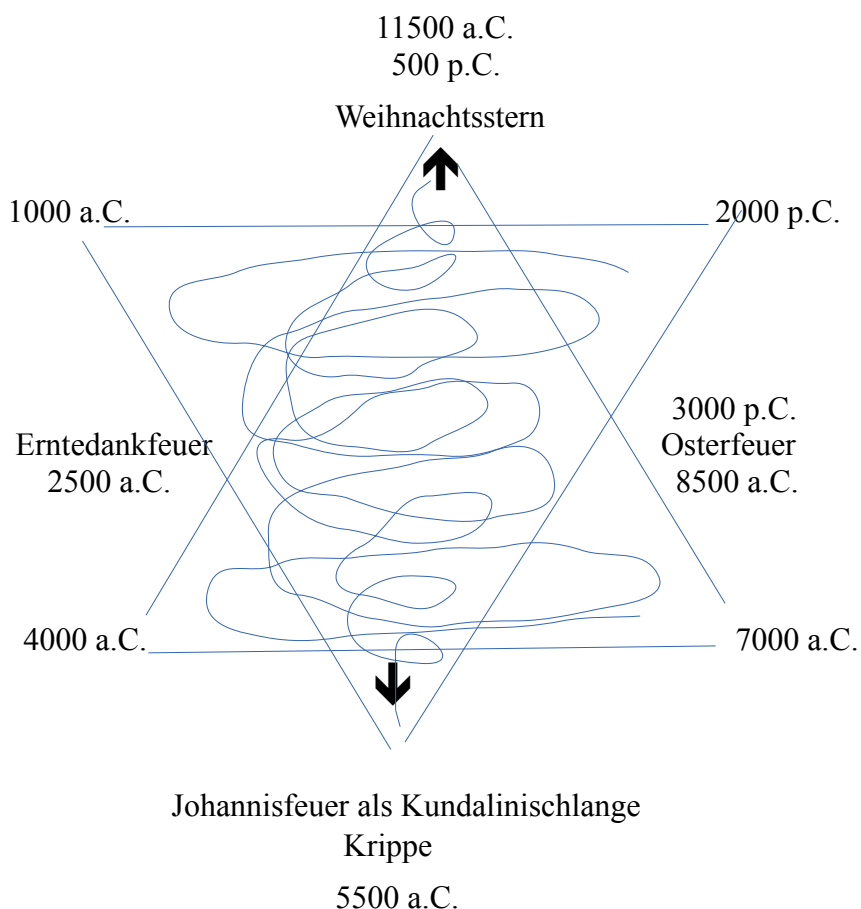 11500 a.C.
500 p.C.
Weihnachtsstern
1000 a.C.
2000 p.C.
3000 p.C.
Erntedankfeuer
Osterfeuer
2500 a.C.
8500 a.C.
4000 a.C.
7000 a.C.
Johannisfeuer als Kundalinischlange
Krippe
5500 a.C.